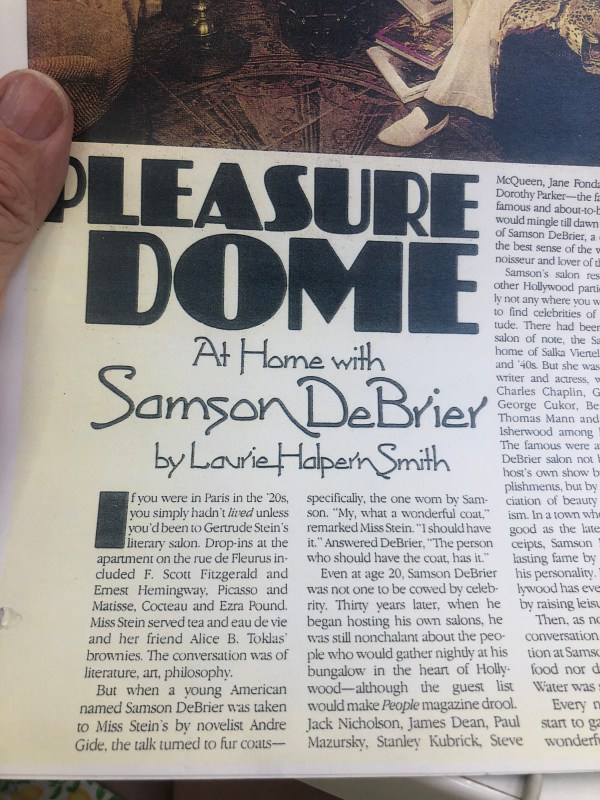 PLEASURE
DOME
At Home with
Samson DeBrier
by Laurie Halpern Smith
If you were in Paris in the '20s,
you simply hadn't lived unless
you'd been to Gertrude Stein's
literary salon. Drop-ins at the
apartment on the rue de Fleurus in-
cluded F. Scott Fitzgerald and
Ernest Hemingway, Picasso and
Matisse, Cocteau and Ezra Pound.
Miss Stein served tea and eau de vie
and her friend Alice B. Toklas'
brownies. The conversation was of
literature, art, philosophy.
But when a young American
named Samson DeBrier was taken
to Miss Stein's by novelist Andre
Gide, the talk turned to fur coats—
specifically, the one worn by Sam-
son. "My, what a wonderful coat,"
remarked Miss Stein. "I should have
it." Answered DeBrier, "The person
who should have the coat, has it."
Even at age 20, Samson DeBrier
was not one to be cowed by celeb-
rity. Thirty years later, when he
began hosting his own salons, he
was still nonchalant about the peo-
ple who would gather nightly at his
bungalow in the heart of Holly-
wood—although the guest list
would make People magazine drool.
Jack Nicholson, James Dean, Paul
Mazursky, Stanley Kubrick, Steve
McQueen, Jane Fonda
Dorothy Parker—the
famous and about-to-b
would mingle till dawn
of Samson DeBrier, a
the best sense of the
noisseur and lover of
Samson's salon res
other Hollywood parti
ly not any where you w
to find celebrities of
tude. There had been
salon of note, the
home of Salka Viertel
and '40s. But she was
writer and actress,
Charles Chaplin, G
George Cukor, Be
Thomas Mann and
Isherwood among
The famous were a
DeBrier salon not
host's own show b
plishments, but by
ciation of beauty
ism. In a town wh
good as the late
ceipts, Samson
lasting fame by
his personality.
lywood has eve
by raising leisu
Then, as no
conversation
tion at Samso
food nor d
Water was
Every n
start to ga
wonderf